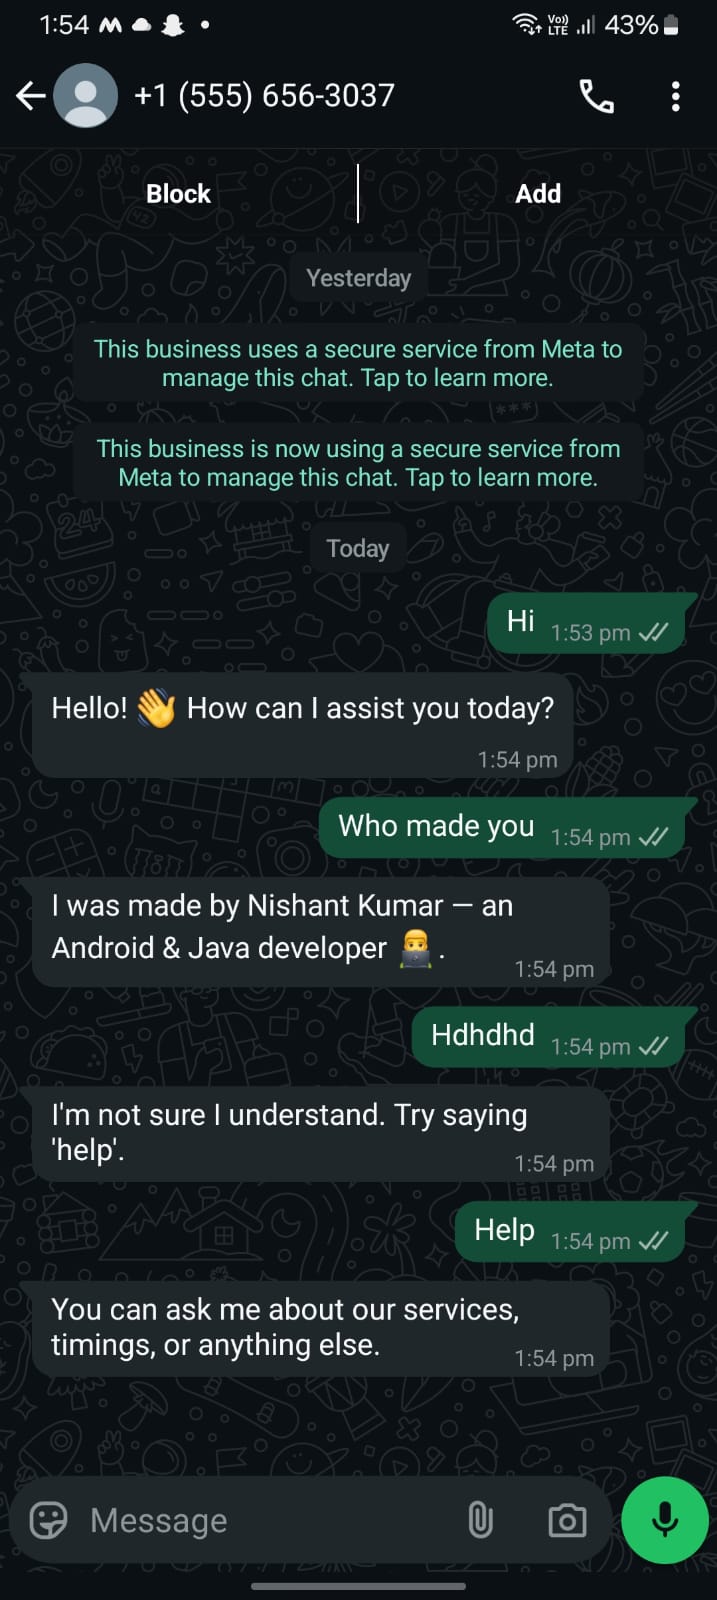 1:54
Vo))
LTE
43%
+1 (555) 656-3037
Block
Add
Yesterday
This business uses a secure service from Meta to
manage this chat. Tap to learn more.
This business is now using a secure service from
Meta to manage this chat. Tap to learn more.
Today
Hi 1:53 pm
Hello! 👋 How can I assist you today?
1:54 pm
Who made you 1:54 pm
I was made by Nishant Kumar — an
Android & Java developer 👨‍💻.
1:54 pm
Hdhdhd 1:54 pm
I'm not sure I understand. Try saying
'help'.
1:54 pm
Help 1:54 pm
You can ask me about our services,
timings, or anything else.
1:54 pm
Message